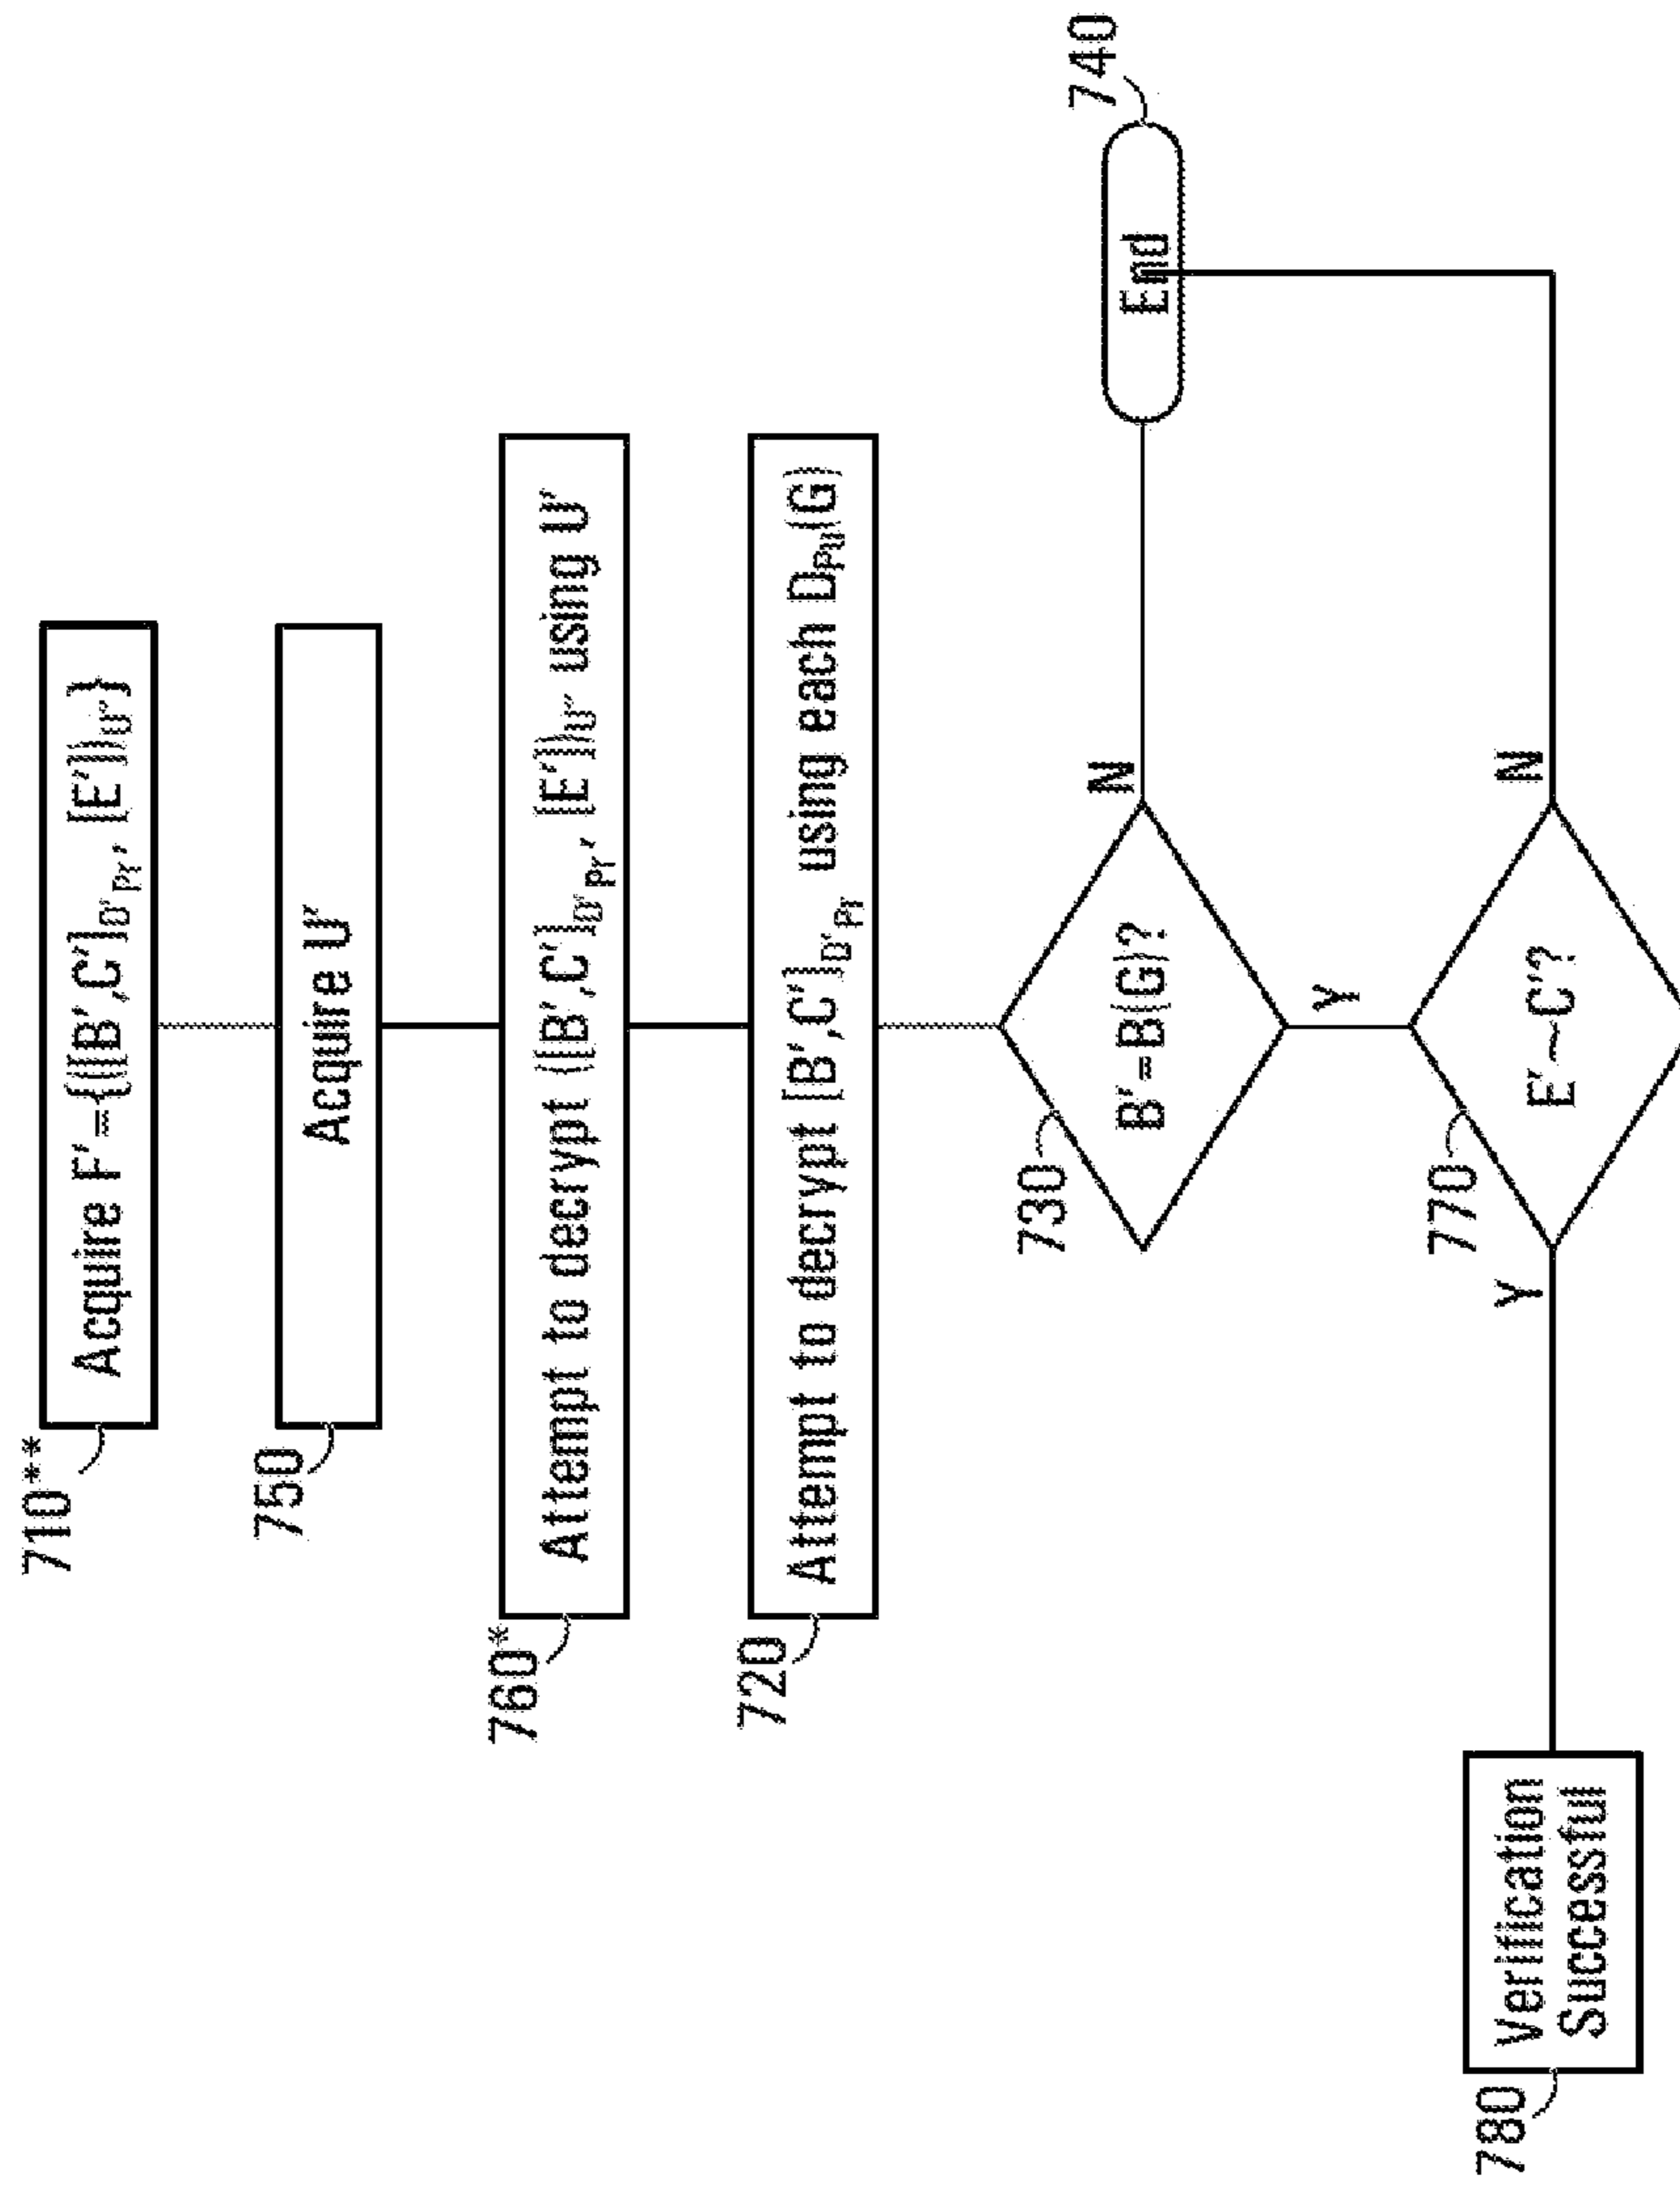 710**
Acquire F'={([B',C']D'Pr, [E'])U''}
750
Acquire U'
760*
Attempt to decrypt ([B',C']D'Pr, [E'])U'' using U'
720
Attempt to decrypt [B',C']D'Pr using each DPu(G)
730
B'=B(G)?
N
End
740
Y
770
E'~C'?
N
Y
Verification
Successful
780